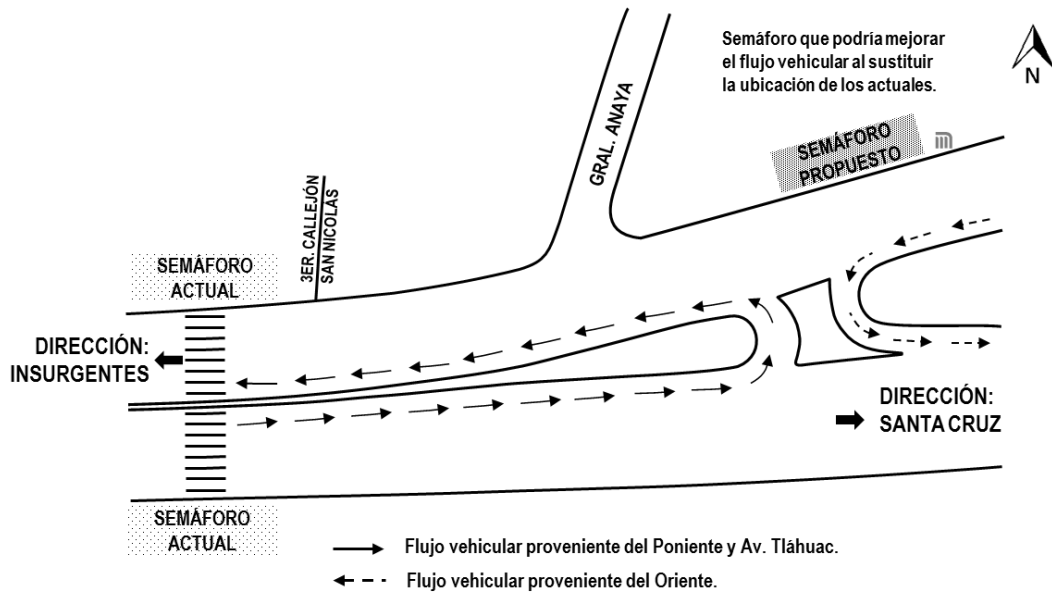 Semáforo que podría mejorar
el flujo vehicular al sustituir
la ubicación de los actuales.
N
GRAL. ANAYA
SEMÁFORO
PROPUESTO
3ER. CALLEJÓN
SAN NICOLÁS
SEMÁFORO
ACTUAL
DIRECCIÓN:
INSURGENTES
DIRECCIÓN:
SANTA CRUZ
SEMÁFORO
ACTUAL
Flujo vehicular proveniente del Poniente y Av. Tláhuac.
Flujo vehicular proveniente del Oriente.